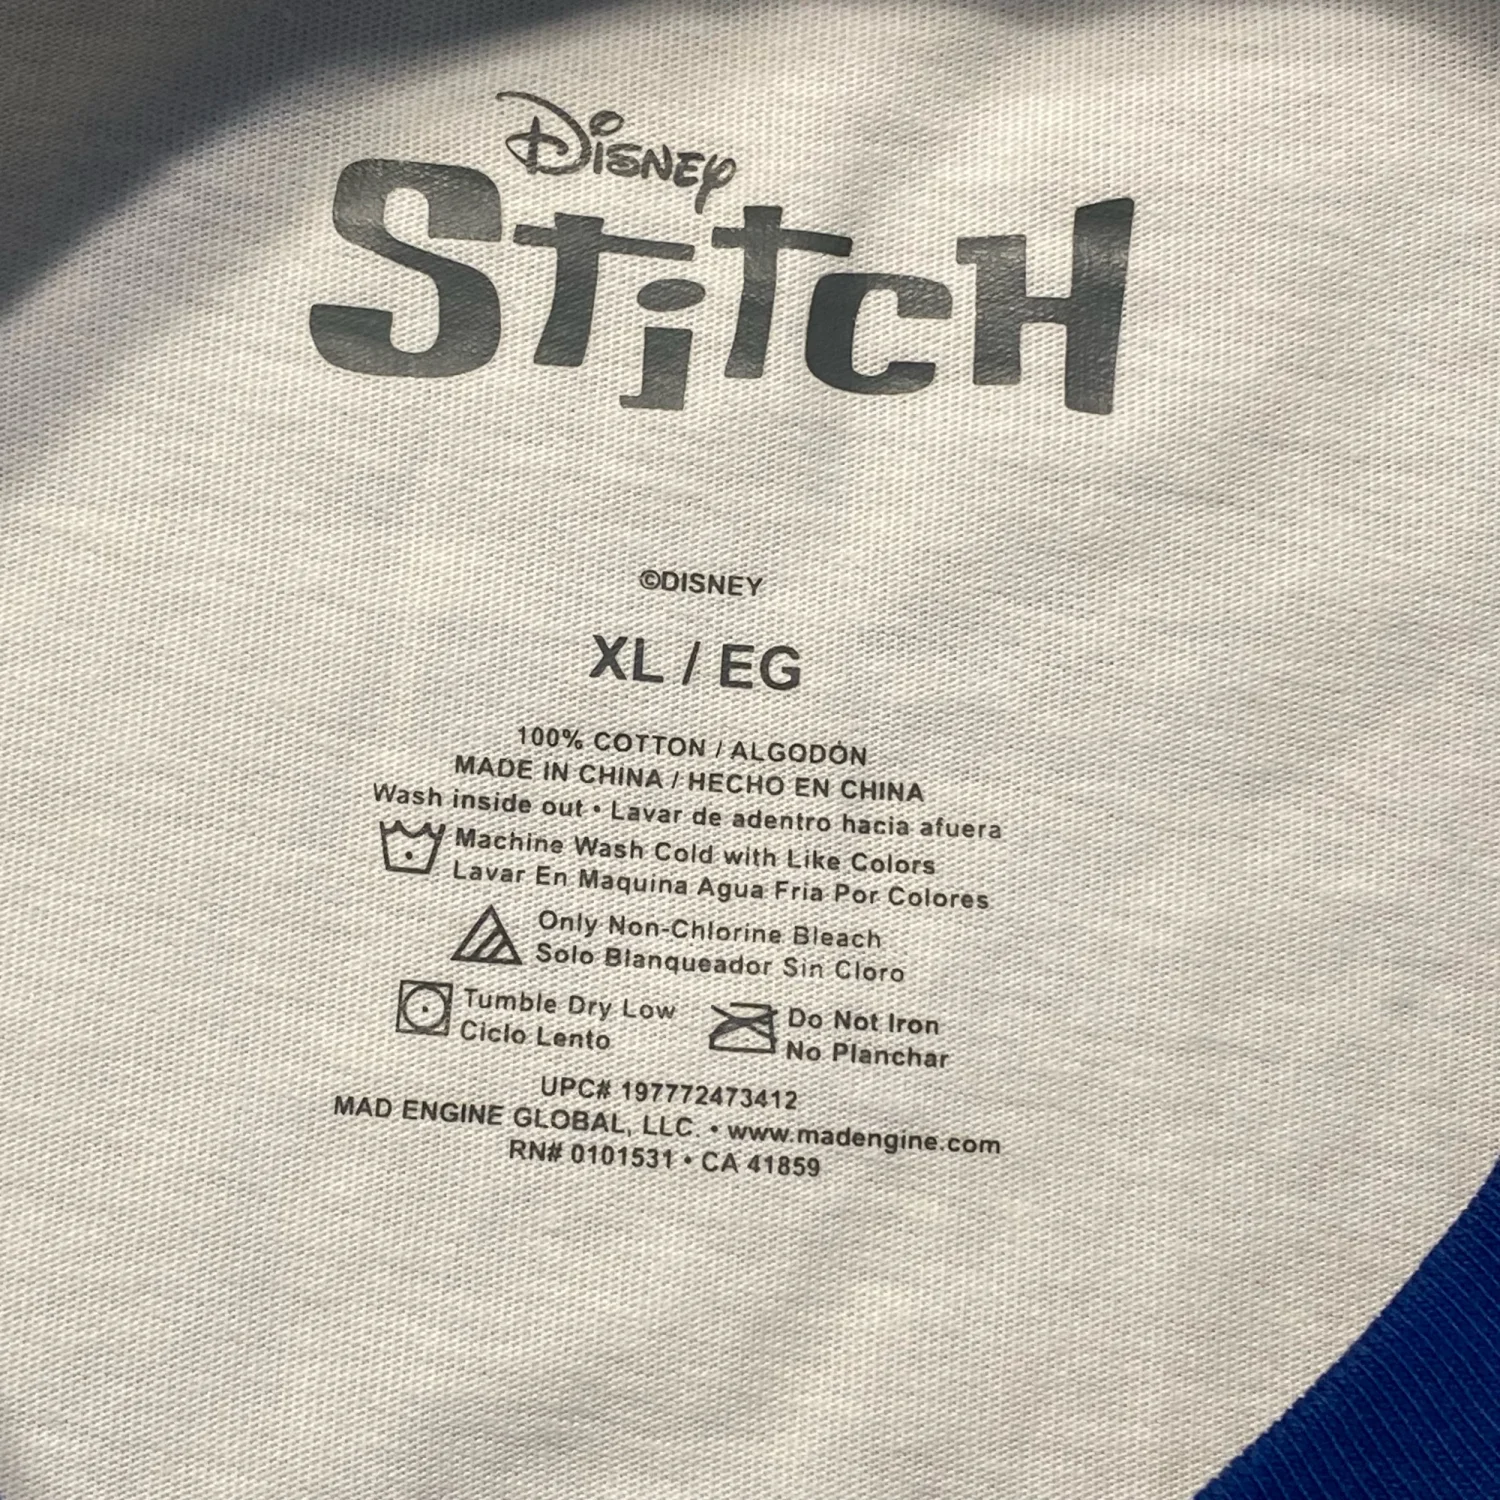 Disney
Stitch
©DISNEY
XL / EG
100% COTTON / ALGODÓN
MADE IN CHINA / HECHO EN CHINA
Wash inside out • Lavar de adentro hacia afuera
Machine Wash Cold with Like Colors
Lavar En Maquina Agua Fria Por Colores
Only Non-Chlorine Bleach
Solo Blanqueador Sin Cloro
Tumble Dry Low
Ciclo Lento
Do Not Iron
No Planchar
UPC# 197772473412
MAD ENGINE GLOBAL, LLC. • www.madengine.com
RN# 0101531 • CA 41859